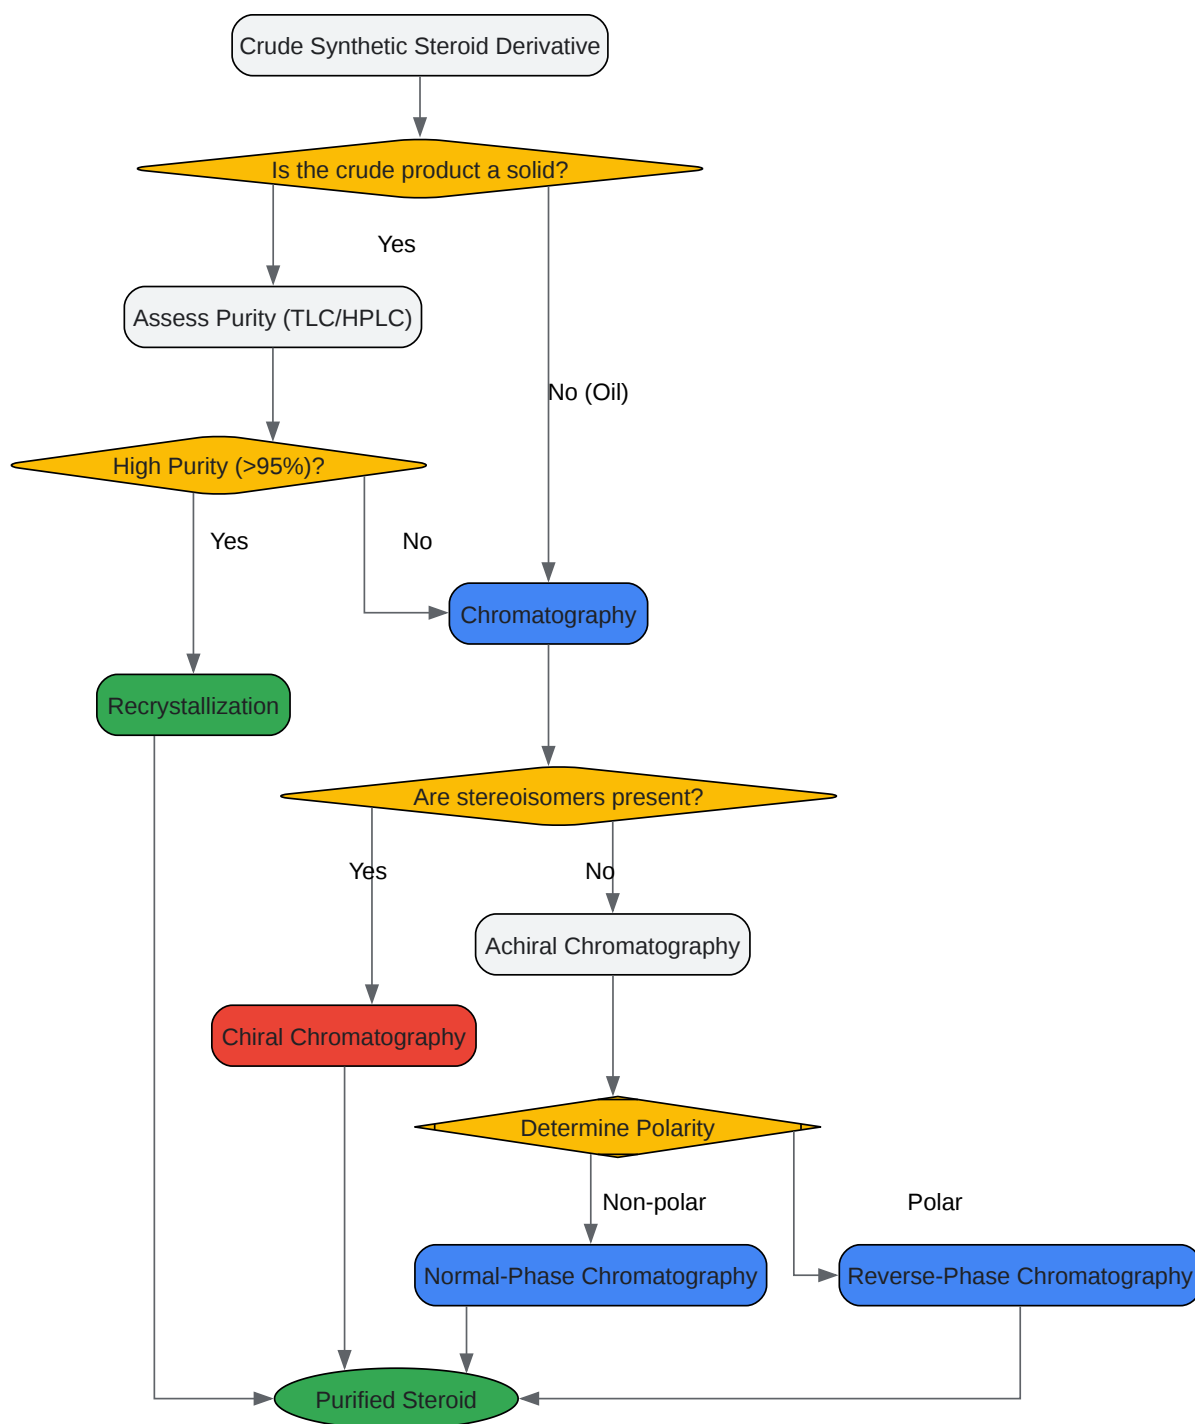 Crude Synthetic Steroid Derivative
Is the crude product a solid?
Yes
Assess Purity (TLC/HPLC)
No (Oil)
High Purity (>95%)?
Yes
No
Chromatography
Recrystallization
Are stereoisomers present?
Yes
No
Achiral Chromatography
Chiral Chromatography
Determine Polarity
Non-polar
Polar
Normal-Phase Chromatography
Reverse-Phase Chromatography
Purified Steroid